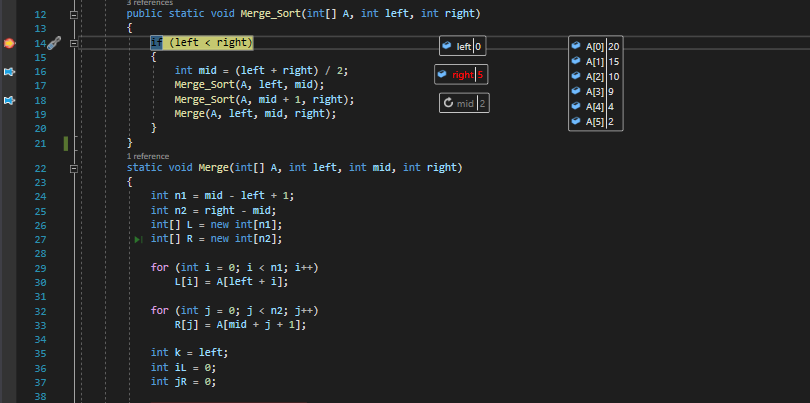 3 references
12 public static void Merge_Sort(int[] A, int left, int right)
13 {
14 if (left < right) left 0 A[0] 20
15 { A[1] 15
16 int mid = (left + right) / 2; right 5 A[2] 10
17 Merge_Sort(A, left, mid); A[3] 9
18 Merge_Sort(A, mid + 1, right); mid 2 A[4] 4
19 Merge(A, left, mid, right); A[5] 2
20 }
21 }
1 reference
22 static void Merge(int[] A, int left, int mid, int right)
23 {
24 int n1 = mid - left + 1;
25 int n2 = right - mid;
26 int[] L = new int[n1];
27 int[] R = new int[n2];
28
29 for (int i = 0; i < n1; i++)
30 L[i] = A[left + i];
31
32 for (int j = 0; j < n2; j++)
33 R[j] = A[mid + j + 1];
34
35 int k = left;
36 int iL = 0;
37 int jR = 0;
38